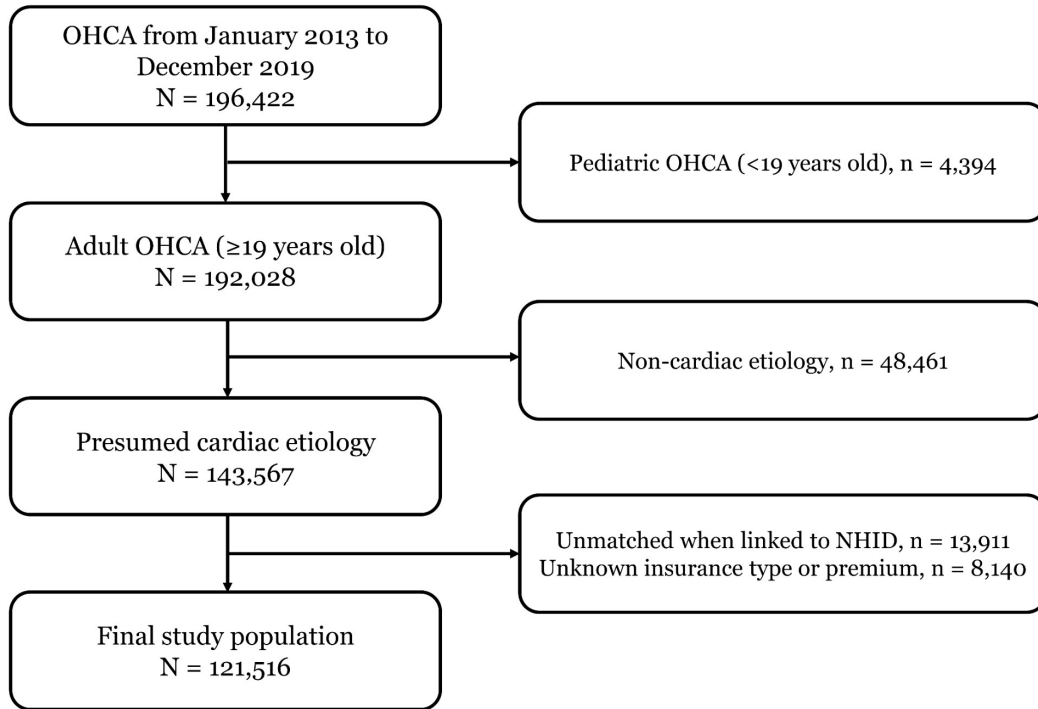 OHCA from January 2013 to
December 2019
N = 196,422
Pediatric OHCA (<19 years old), n = 4,394
Adult OHCA (≥19 years old)
N = 192,028
Non-cardiac etiology, n = 48,461
Presumed cardiac etiology
N = 143,567
Unmatched when linked to NHID, n = 13,911
Unknown insurance type or premium, n = 8,140
Final study population
N = 121,516